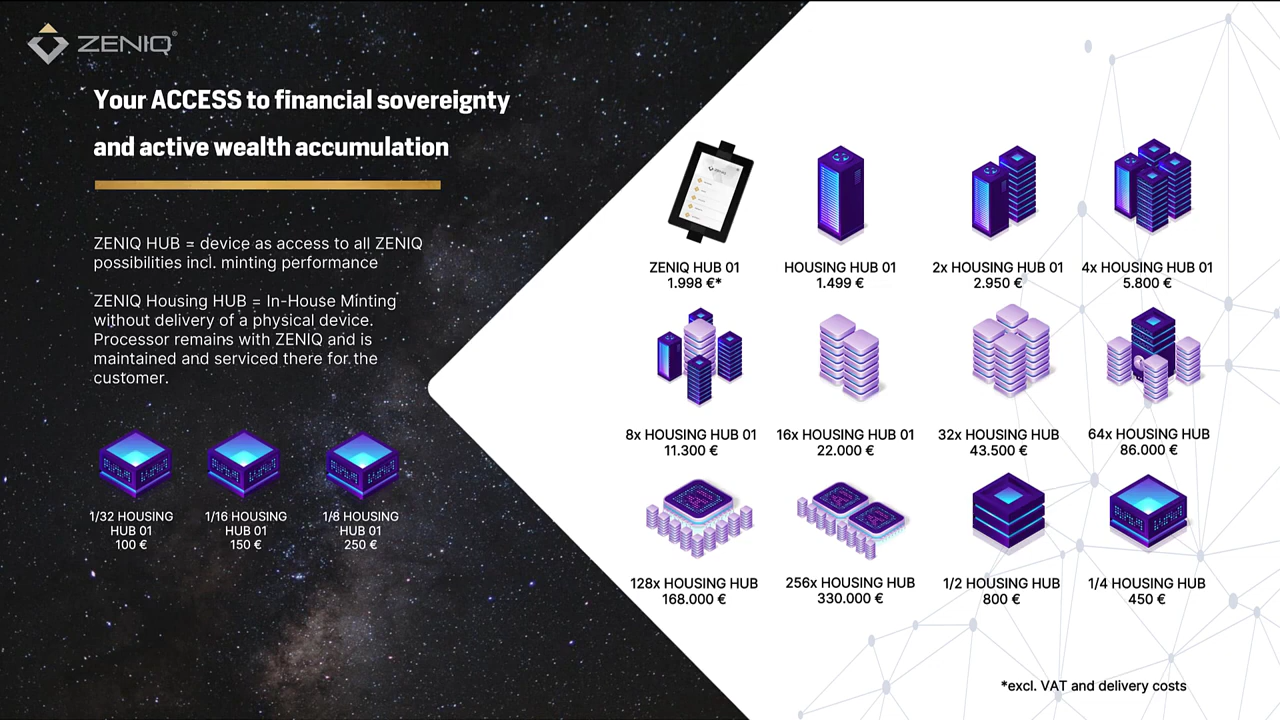 ZENIQ®
Your ACCESS to financial sovereignty
and active wealth accumulation
ZENIQ HUB = device as access to all ZENIQ
possibilities incl. minting performance
ZENIQ Housing HUB = In-House Minting
without delivery of a physical device.
Processor remains with ZENIQ and is
maintained and serviced there for the
customer.
1/32 HOUSING
HUB 01
100 €
1/16 HOUSING
HUB 01
150 €
1/8 HOUSING
HUB 01
250 €
ZENIQ
ZENIQ HUB 01
1.998 €*
HOUSING HUB 01
1.499 €
2x HOUSING HUB 01
2.950 €
4x HOUSING HUB 01
5.800 €
8x HOUSING HUB 01
11.300 €
16x HOUSING HUB 01
22.000 €
32x HOUSING HUB
43.500 €
64x HOUSING HUB
86.000 €
128x HOUSING HUB
168.000 €
256x HOUSING HUB
330.000 €
1/2 HOUSING HUB
800 €
1/4 HOUSING HUB
450 €
*excl. VAT and delivery costs